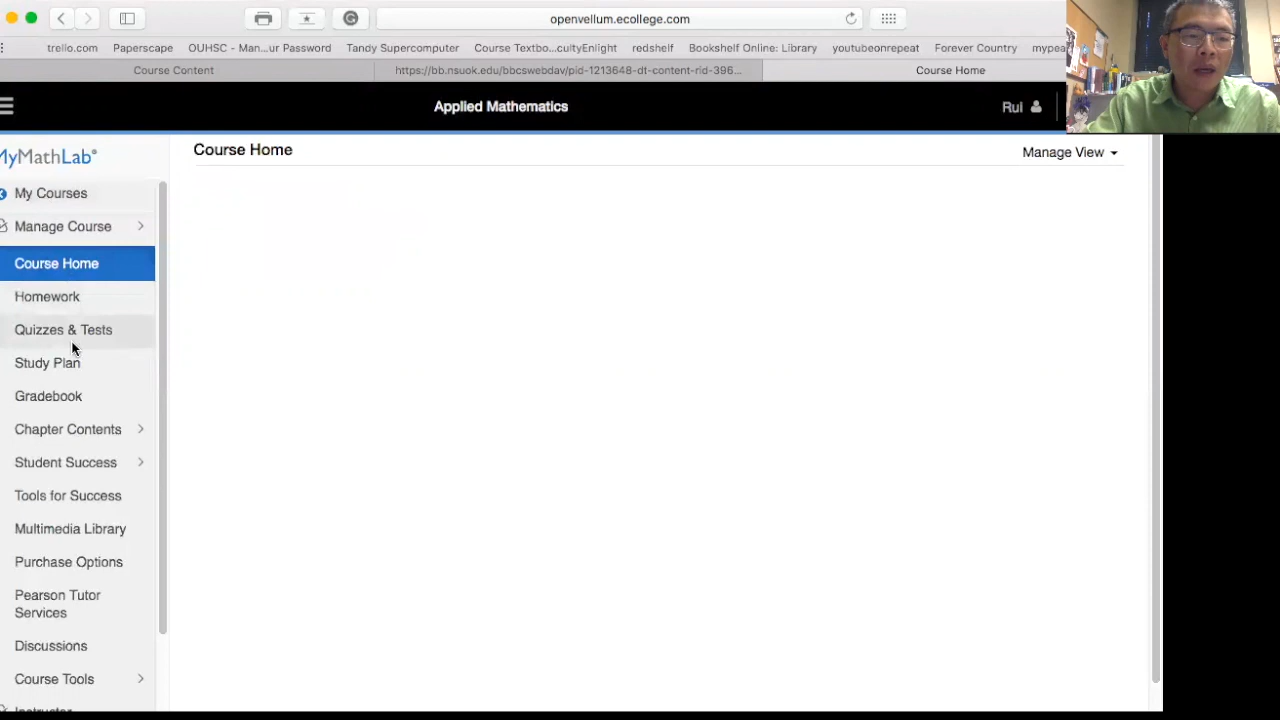 openvellum.ecollege.com
trello.com Paperscape OUHSC - Man...ur Password Tandy Supercomputer Course Textbo...cuityEnlight redshelf Bookshelf Online: Library youtubeonrepeat Forever Country mypea
Course Content https://bb.nsuok.edu/bbcswebdav/pid-1213648-dt-content-rid-396... Course Home
Applied Mathematics Rui
MyMathLab®
Course Home
Manage View
My Courses
Manage Course
Course Home
Homework
Quizzes & Tests
Study Plan
Gradebook
Chapter Contents
Student Success
Tools for Success
Multimedia Library
Purchase Options
Pearson Tutor
Services
Discussions
Course Tools
Instructor